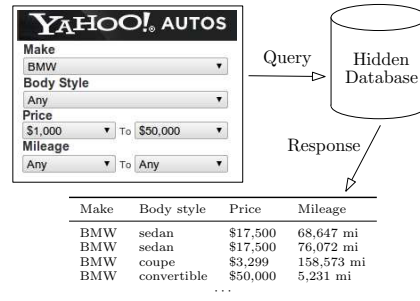 YAHOO!® AUTOS
Make
BMW
Body Style
Any
Price
$1,000 To $50,000
Mileage
Any To Any
Query
Hidden
Database
Response
Make Body style Price Mileage
BMW sedan $17,500 68,647 mi
BMW sedan $17,500 76,072 mi
BMW coupe $3,299 158,573 mi
BMW convertible $50,000 5,231 mi
...